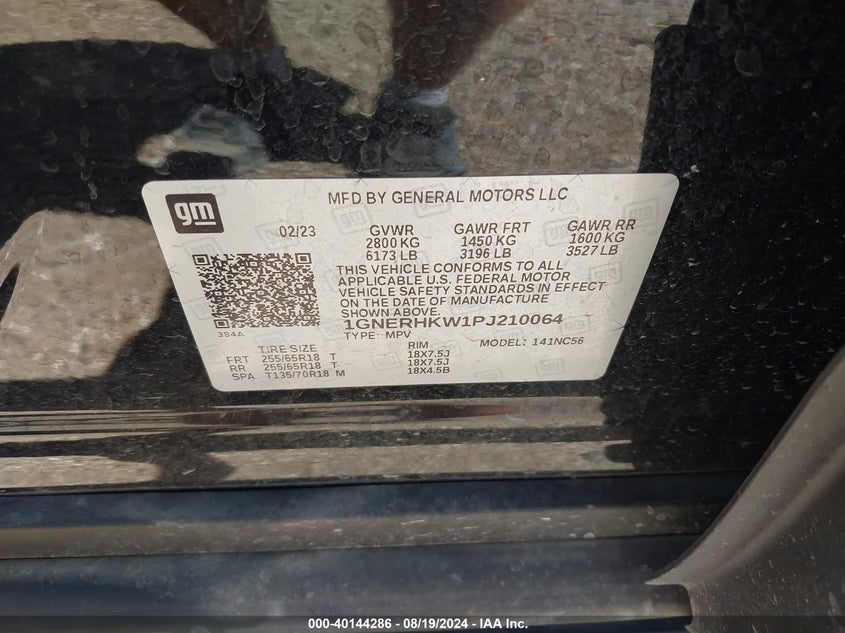 gm
MFD BY GENERAL MOTORS LLC
02/23 GVWR GAWR FRT GAWR RR
2800 KG 1450 KG 1600 KG
6173 LB 3196 LB 3527 LB
THIS VEHICLE CONFORMS TO ALL
APPLICABLE U.S. FEDERAL MOTOR
VEHICLE SAFETY STANDARDS IN EFFECT
ON THE DATE OF MANUFACTURE
SHOWN ABOVE.
384A
1GNERHKW1PJ210064
TYPE: MPV
TIRE SIZE RIM MODEL: 141NC56
FRT 255/65R18 T 18X7.5J
RR 255/65R18 T 18X7.5J
SPA T135/70R18 M 18X4.5B
000-40144286 - 08/19/2024 - IAA Inc.